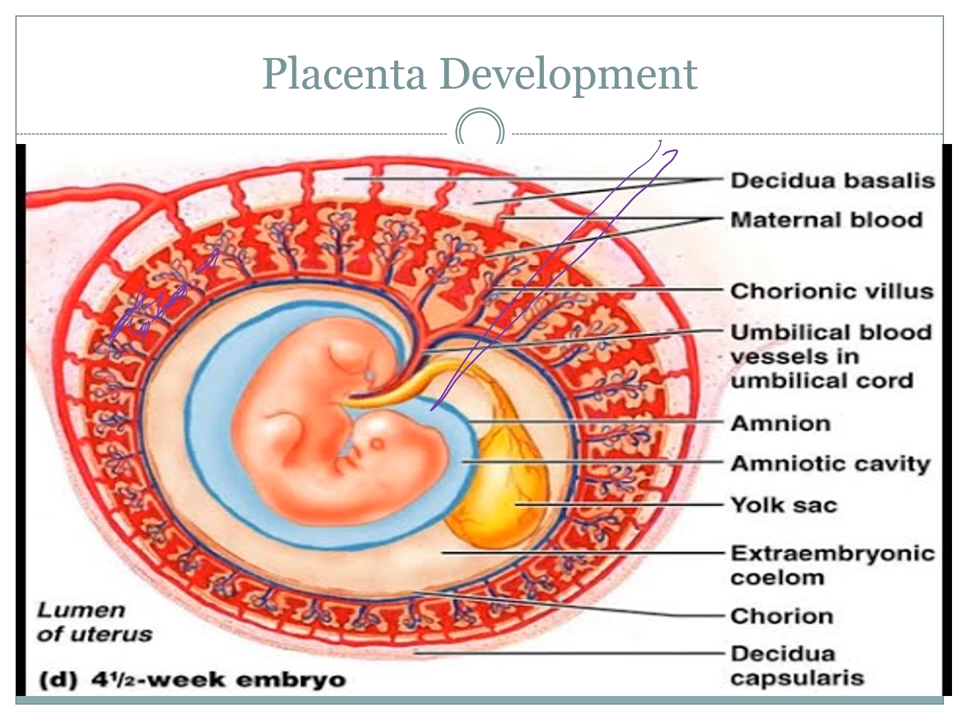 Placenta Development
Decidua basalis
Maternal blood
Chorionic villus
Umbilical blood
vessels in
umbilical cord
Amnion
Amniotic cavity
Yolk sac
Extraembryonic
coelom
Chorion
Decidua
capsularis
Lumen
of uterus
(d) 4½-week embryo